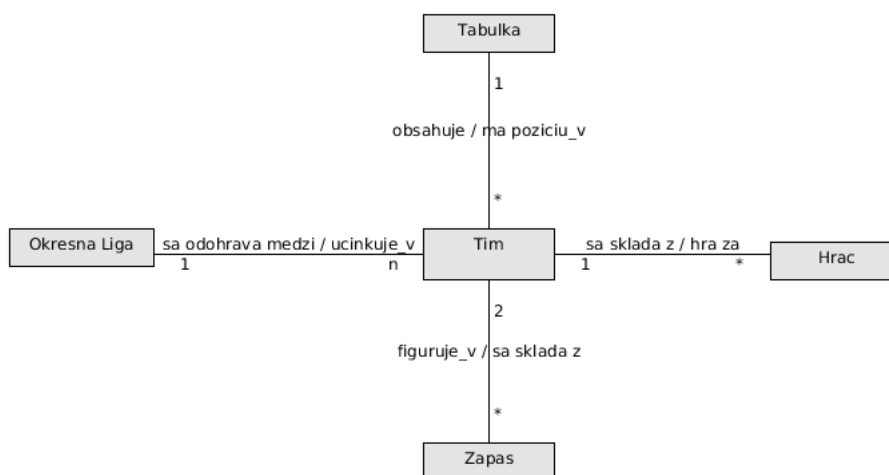 Tabulka
1
obsahuje / ma poziciu_v
*
Okresna Liga
sa odohrava medzi / ucinkuje_v
1
n
Tim
sa sklada z / hra za
1
*
Hrac
2
figuruje_v / sa sklada z
*
Zapas